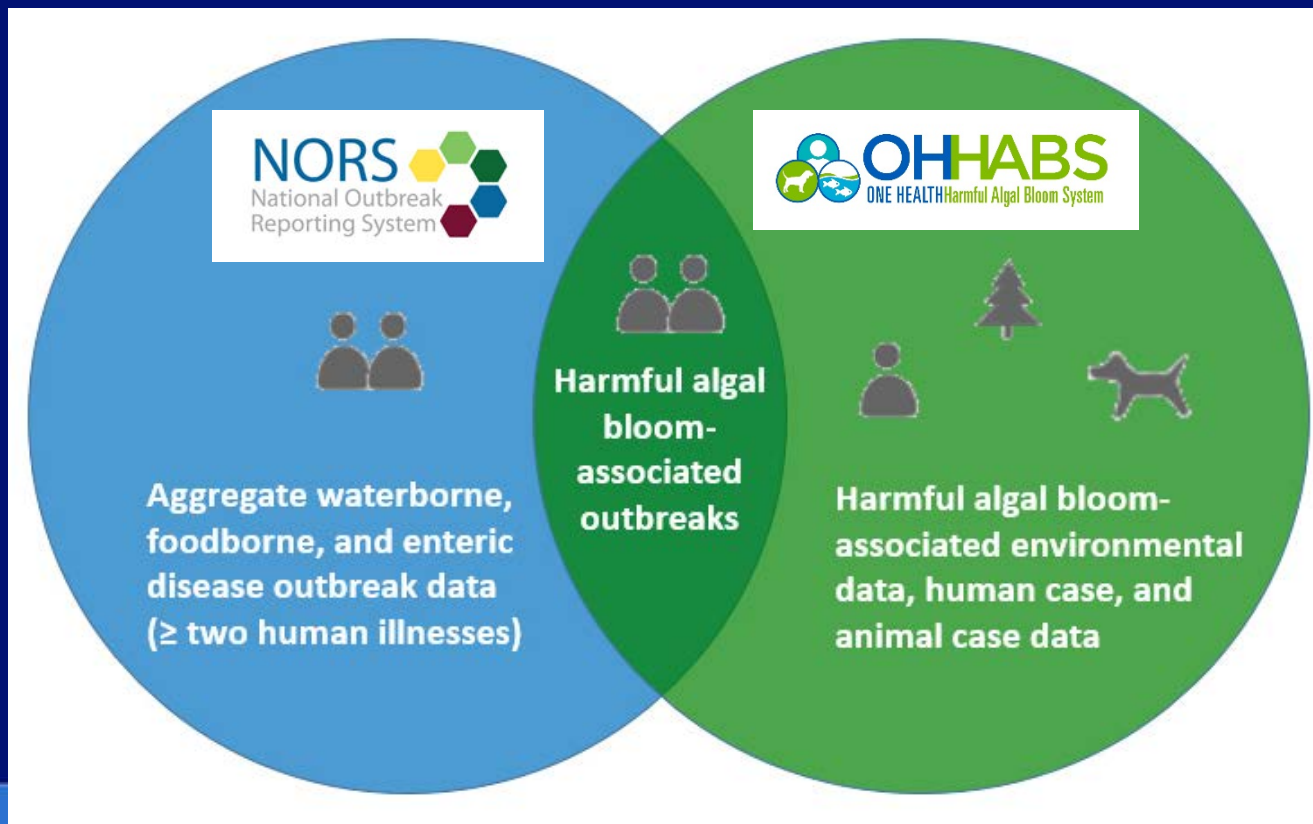 NORS
National Outbreak
Reporting System
OHHABS
ONE HEALTH Harmful Algal Bloom System
Harmful algal
bloom-
associated
outbreaks
Aggregate waterborne,
foodborne, and enteric
disease outbreak data
(≥ two human illnesses)
Harmful algal bloom-
associated environmental
data, human case, and
animal case data